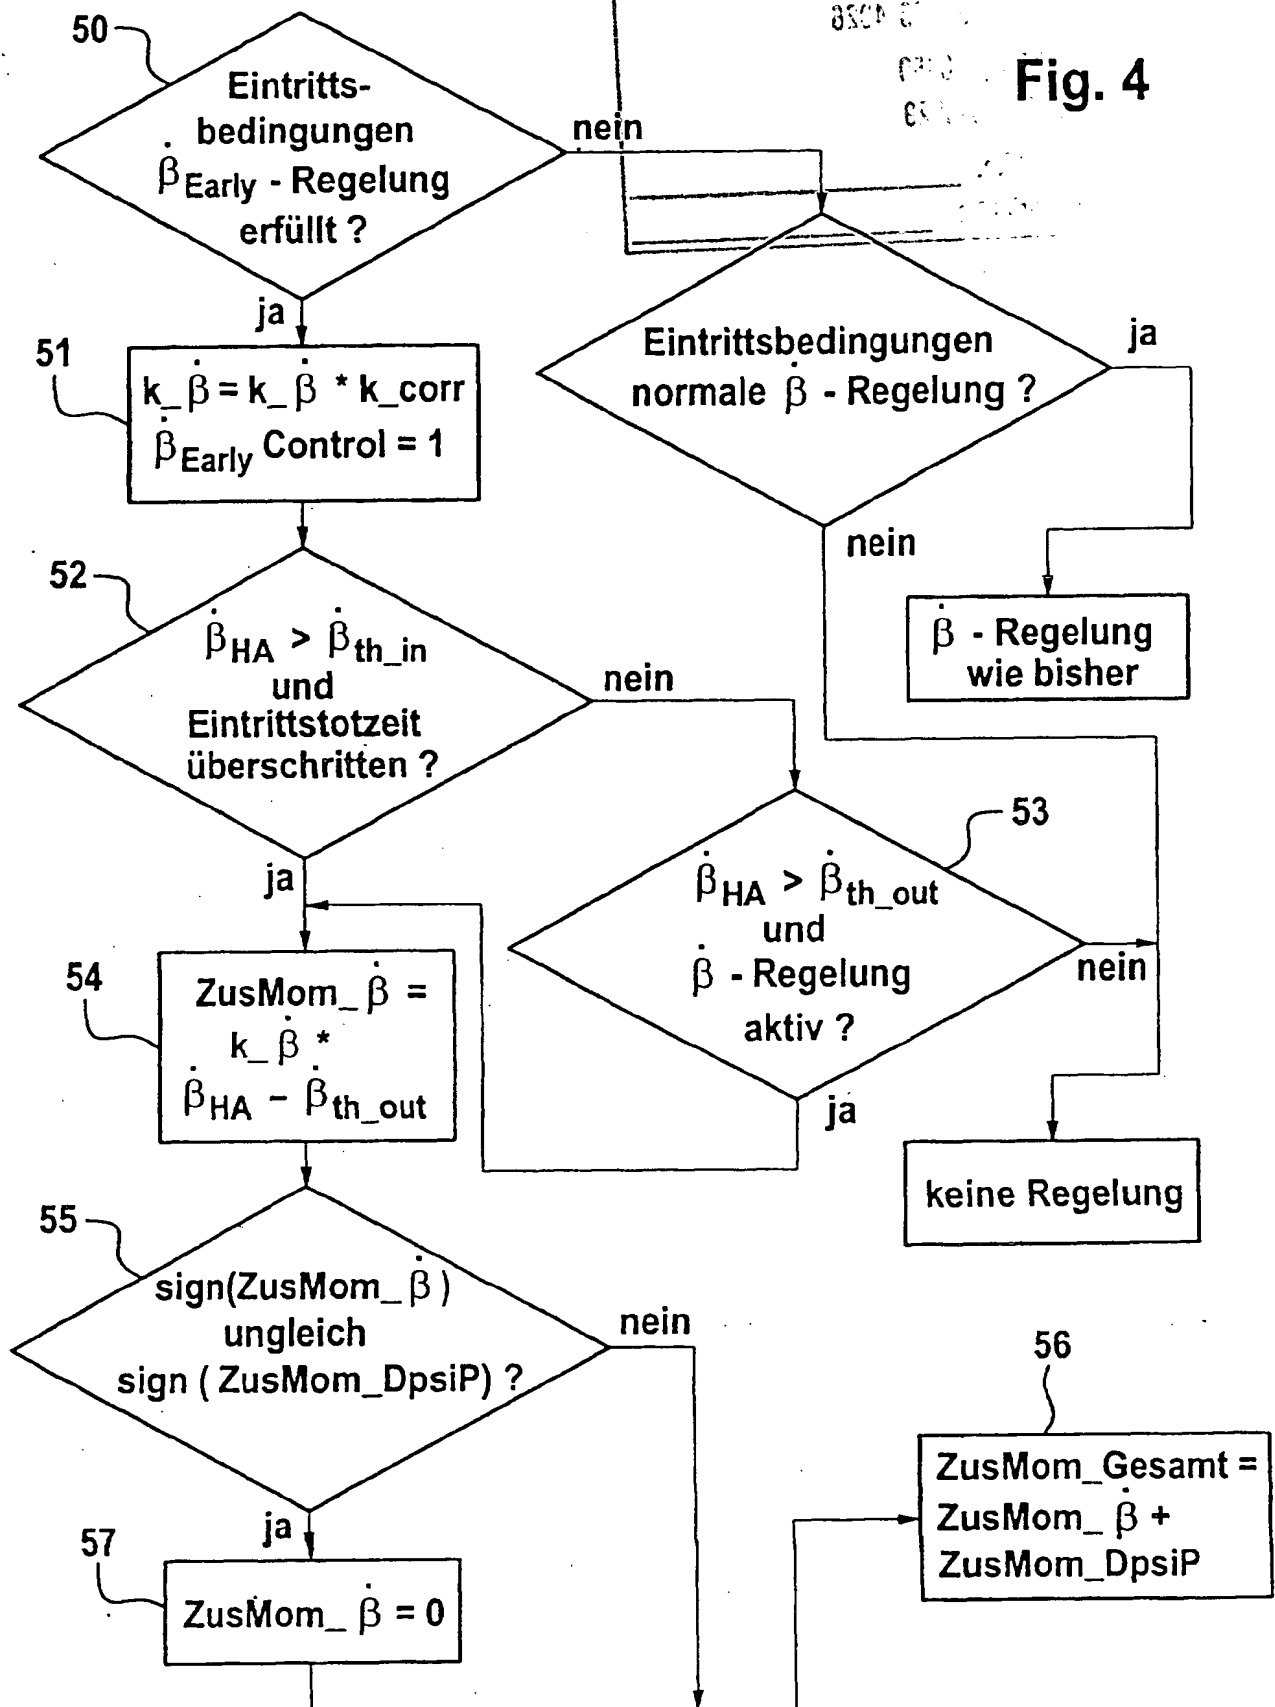 Fig. 4
50
Eintritts-
bedingungen
β̇Early - Regelung
erfüllt ?
nein
ja
51
k_β̇ = k_β̇ * k_corr
β̇Early Control = 1
Eintrittsbedingungen
normale β̇ - Regelung ?
ja
nein
β̇ - Regelung
wie bisher
52
β̇HA > β̇th_in
und
Eintrittstotzeit
überschritten ?
nein
ja
53
β̇HA > β̇th_out
und
β̇ - Regelung
aktiv ?
nein
ja
54
ZusMom_β̇ =
k_β̇ *
β̇HA – β̇th_out
keine Regelung
55
sign(ZusMom_β̇)
ungleich
sign ( ZusMom_DpsiP) ?
nein
ja
56
ZusMom_Gesamt =
ZusMom_β̇ +
ZusMom_DpsiP
57
ZusMom_β̇ = 0